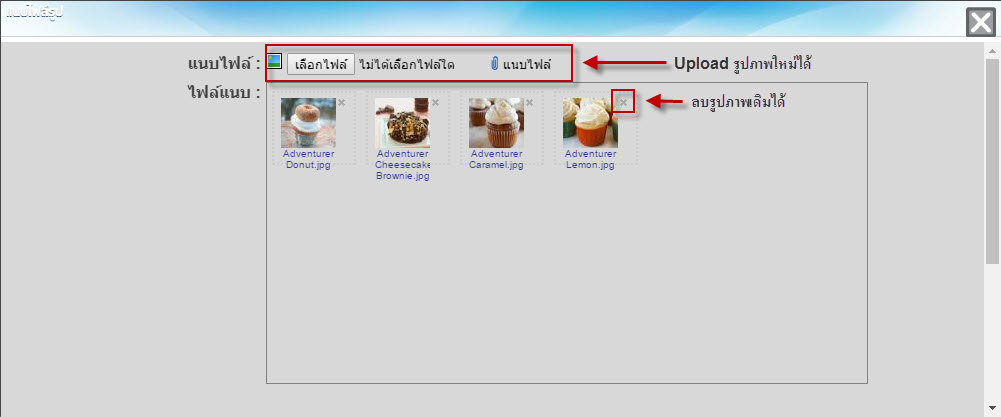 แนบไฟล์รูป
แนบไฟล์ : เลือกไฟล์ ไม่ได้เลือกไฟล์ใด แนบไฟล์ Upload รูปภาพใหม่ได้
ไฟล์แนบ : ลบรูปภาพเดิมได้
Adventurer Donut.jpg
Adventurer Cheesecake Brownie.jpg
Adventurer Caramel.jpg
Adventurer Lemon.jpg